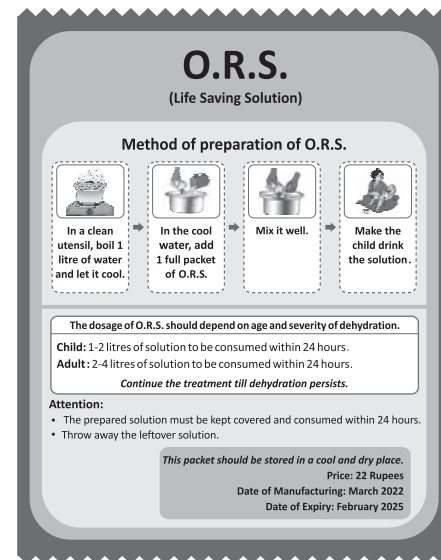 O.R.S.
(Life Saving Solution)
Method of preparation of O.R.S.
In a clean
utensil, boil 1
litre of water
and let it cool.
In the cool
water, add
1 full packet
of O.R.S.
Mix it well.
Make the
child drink
the solution.
The dosage of O.R.S. should depend on age and severity of dehydration.
Child: 1-2 litres of solution to be consumed within 24 hours.
Adult: 2-4 litres of solution to be consumed within 24 hours.
Continue the treatment till dehydration persists.
Attention:
• The prepared solution must be kept covered and consumed within 24 hours.
• Throw away the leftover solution.
This packet should be stored in a cool and dry place.
Price: 22 Rupees
Date of Manufacturing: March 2022
Date of Expiry: February 2025